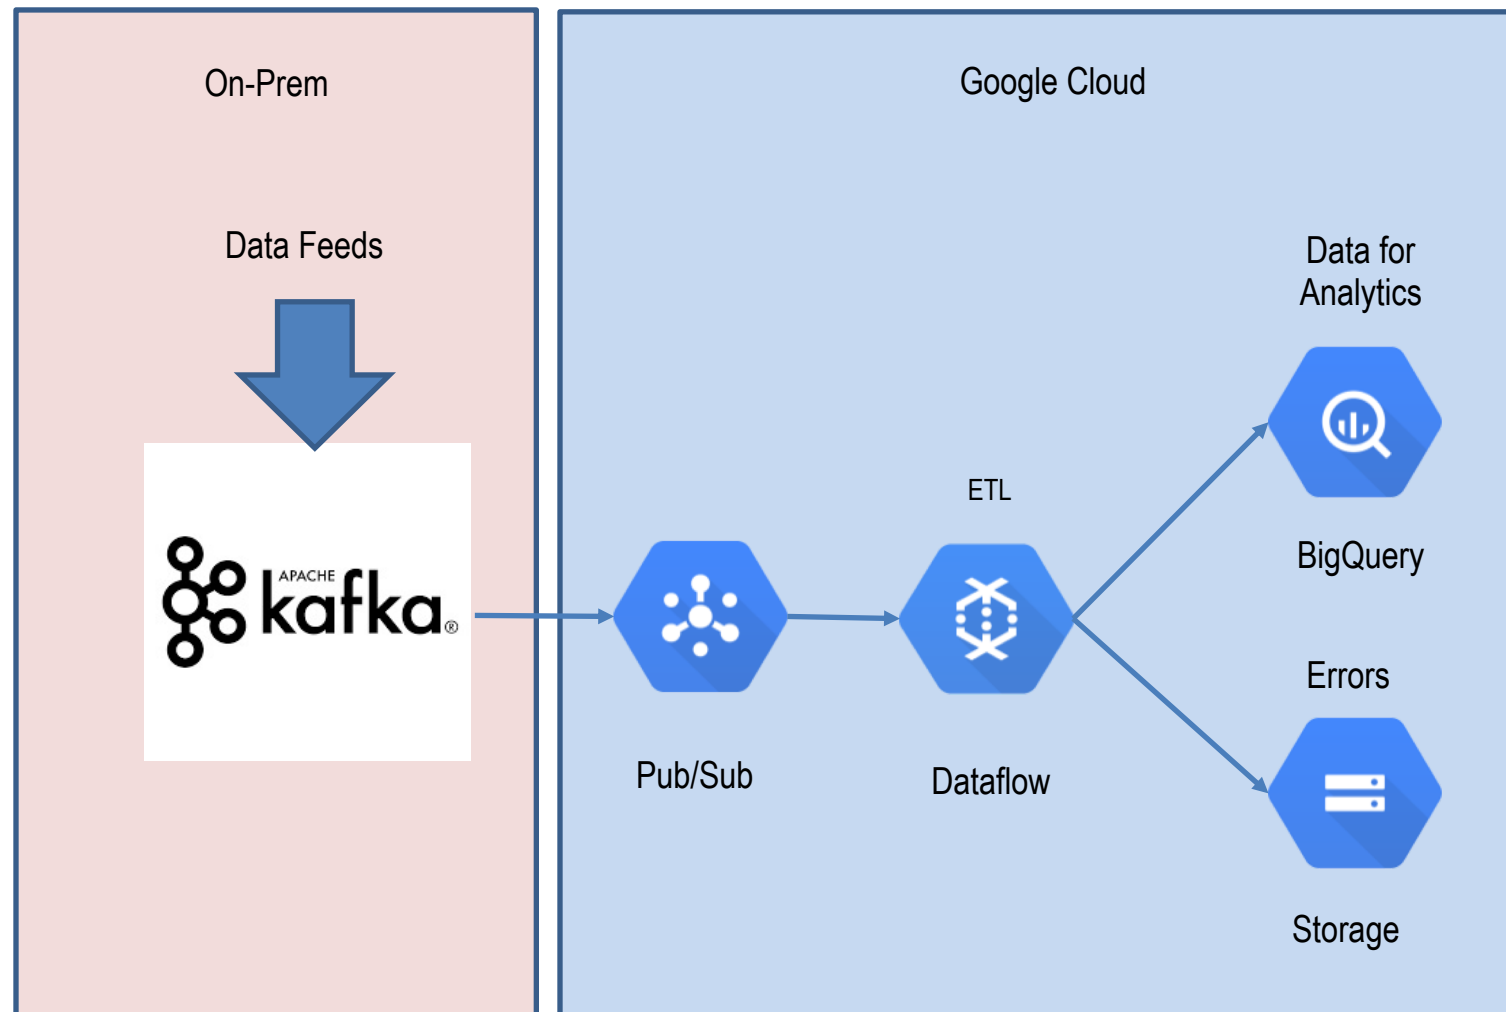 On-Prem
Google Cloud
Data Feeds
Data for
Analytics
APACHE
kafka®
ETL
BigQuery
Errors
Pub/Sub
Dataflow
Storage